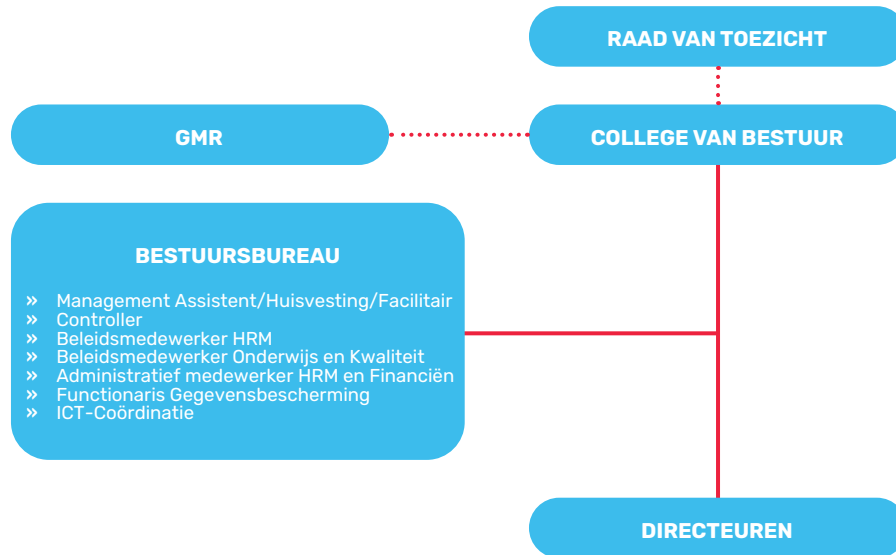 RAAD VAN TOEZICHT
GMR
COLLEGE VAN BESTUUR
BESTUURSBUREAU
» Management Assistent/Huisvesting/Facilitair
» Controller
» Beleidsmedewerker HRM
» Beleidsmedewerker Onderwijs en Kwaliteit
» Administratief medewerker HRM en Financiën
» Functionaris Gegevensbescherming
» ICT-Coördinatie
DIRECTEUREN